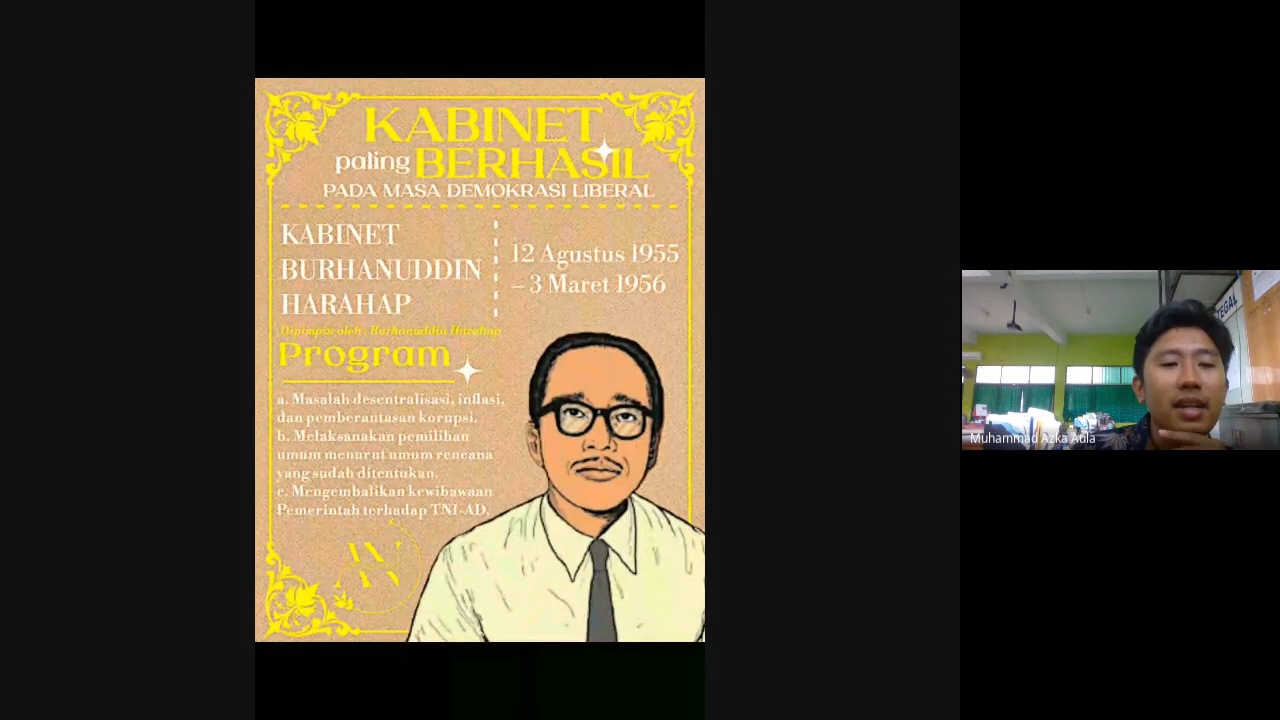 KABINET
paling BERHASIL
PADA MASA DEMOKRASI LIBERAL
KABINET
BURHANUDDIN
HARAHAP
12 Agustus 1955
– 3 Maret 1956
Dipimpin oleh : Burhanuddin Harahap
Program
a. Masalah desentralisasi, inflasi,
dan pemberantasan korupsi.
b. Melaksanakan pemilihan
umum menurut umum rencana
yang sudah ditentukan.
c. Mengembalikan kewibawaan
Pemerintah terhadap TNI-AD.
TEGAL
Muhammad Azka Aula